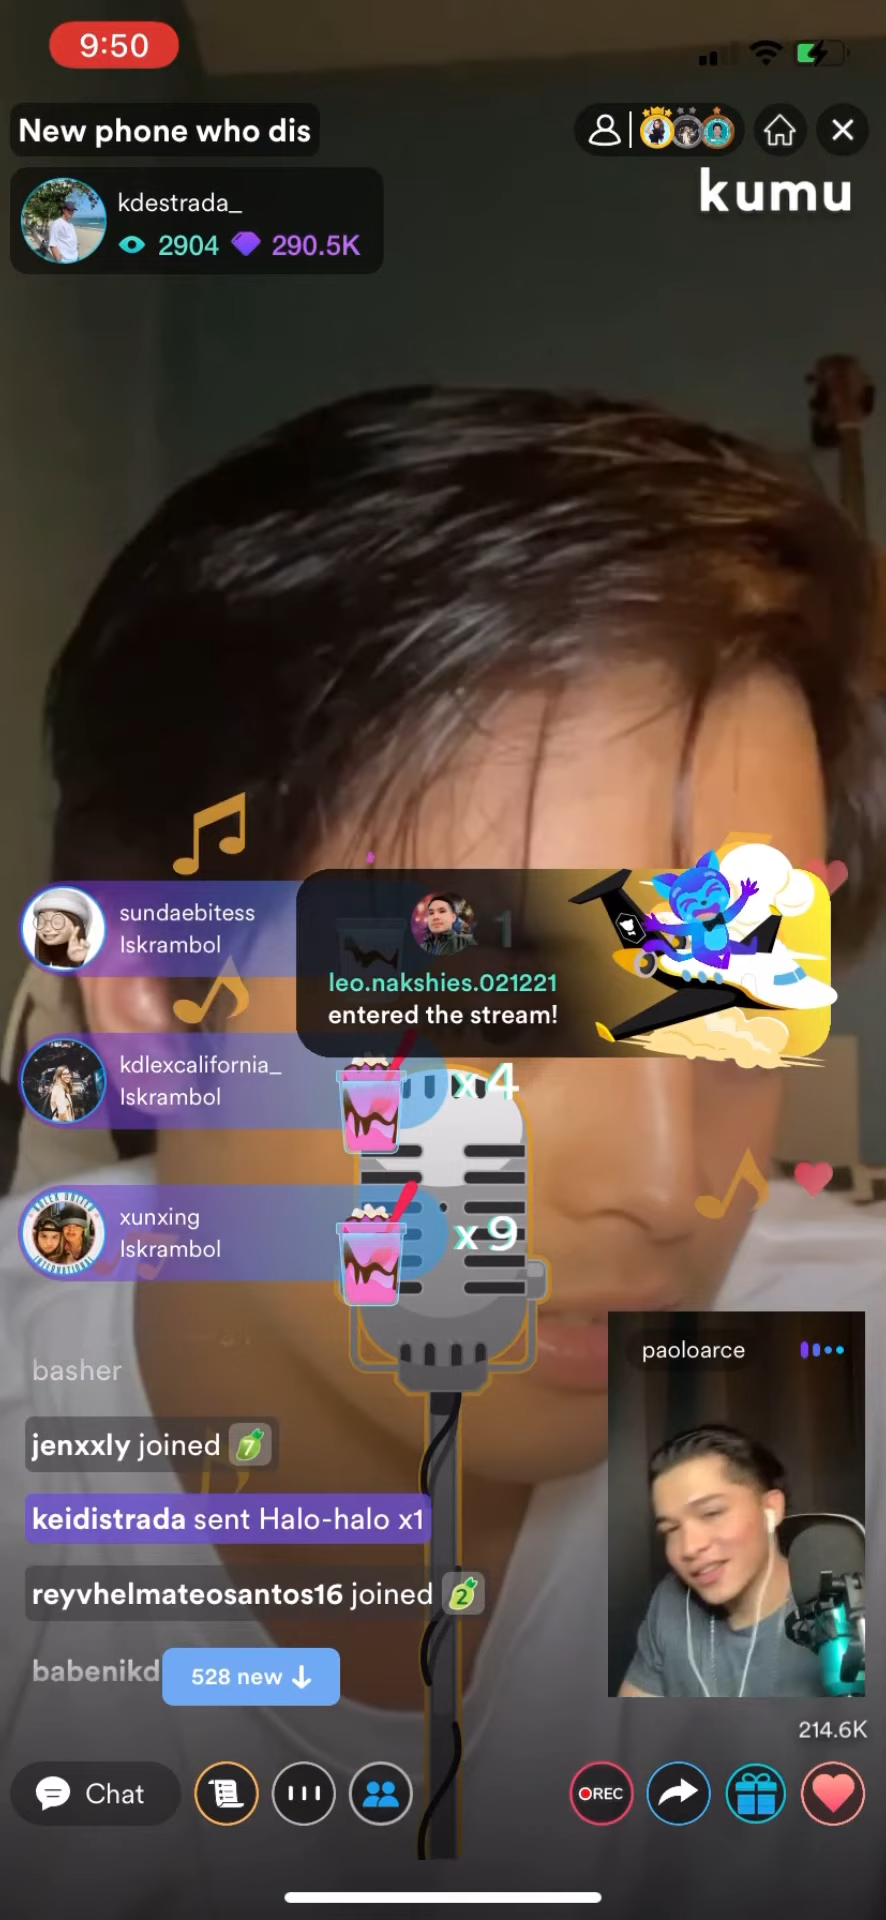 9:50
New phone who dis
kumu
kdestrada_
2904 290.5K
sundaebitess
Iskrambol
1
leo.nakshies.021221
entered the stream!
kdlexcalifornia_
Iskrambol
x4
xunxing
Iskrambol
x9
paoloarce
basher
jenxxly joined 7
keidistrada sent Halo-halo x1
reyvhelmateosantos16 joined 2
babenikd
528 new ↓
214.6K
Chat
REC